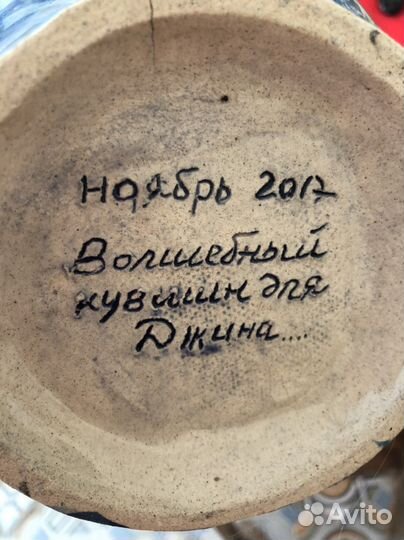 Ноябрь 2017
Волшебный
кувшин для
Джина....
Avito